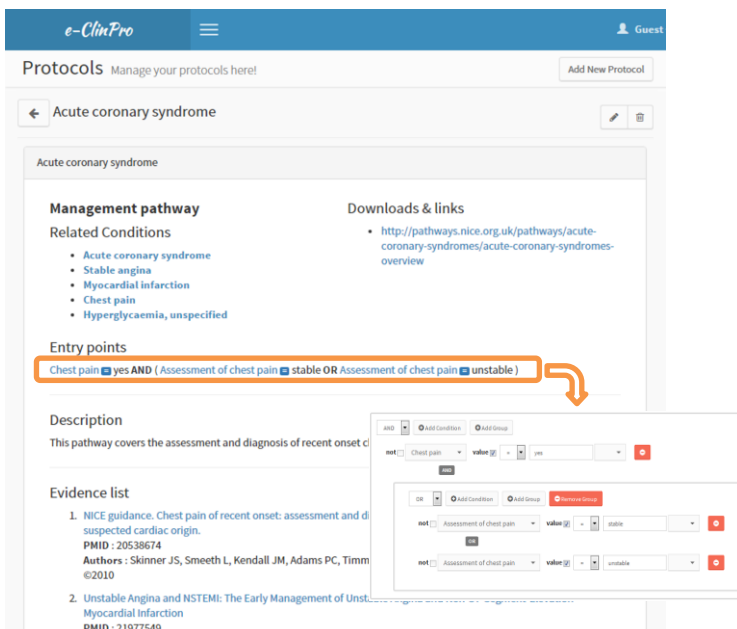 e-ClinPro
Guest
Protocols Manage your protocols here!
Add New Protocol
Acute coronary syndrome
Acute coronary syndrome
Management pathway
Related Conditions
Acute coronary syndrome
Stable angina
Myocardial infarction
Chest pain
Hyperglycaemia, unspecified
Downloads & links
http://pathways.nice.org.uk/pathways/acute-
coronary-syndromes/acute-coronary-syndromes-
overview
Entry points
Chest pain = yes AND ( Assessment of chest pain = stable OR Assessment of chest pain = unstable )
Description
This pathway covers the assessment and diagnosis of recent onset
Evidence list
1. NICE guidance. Chest pain of recent onset: assessment and
suspected cardiac origin.
PMID : 20538674
Authors : Skinner JS, Smeeth L, Kendall JM, Adams PC, Timm
©2010
2. Unstable Angina and NSTEMI: The Early Management of
Myocardial Infarction
PMID : 21977549
AND Add Condition Add Group
not Chest pain value = yes
AND
OR Add Condition Add Group Remove Group
not Assessment of chest pain value = stable
OR
not Assessment of chest pain value = unstable